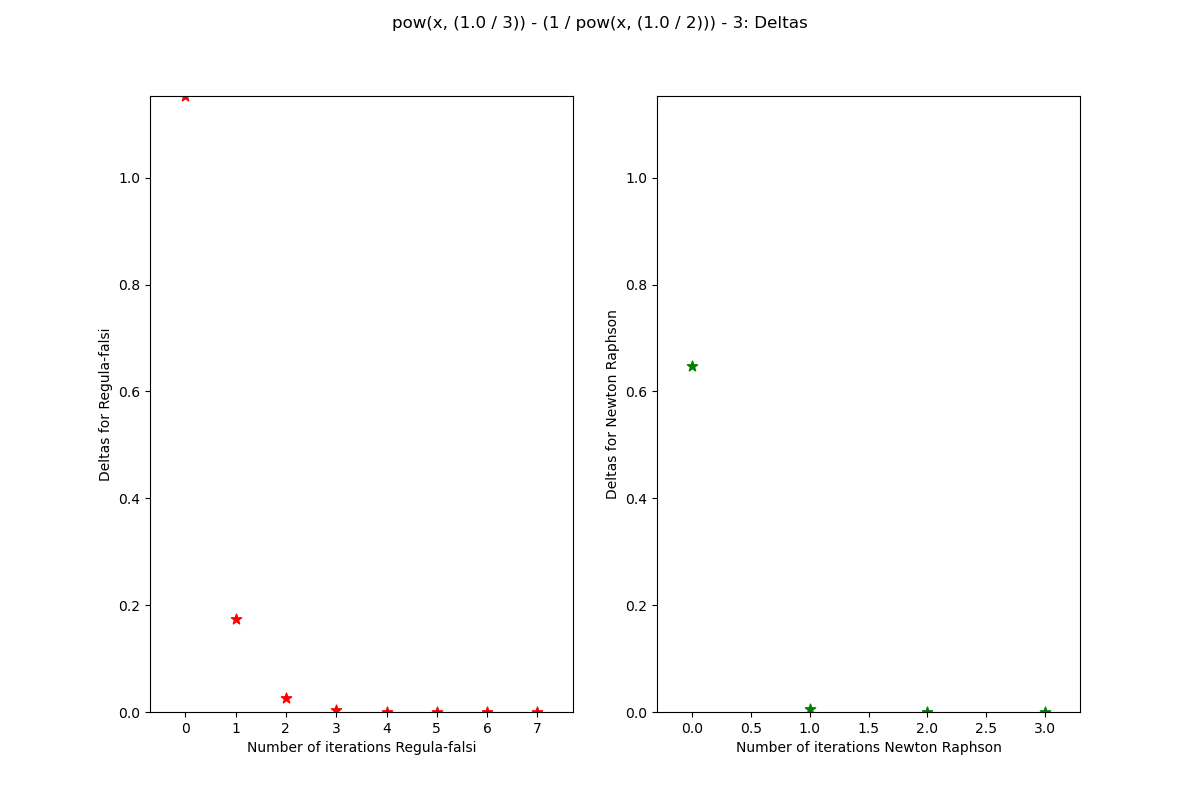 pow(x, (1.0 / 3)) - (1 / pow(x, (1.0 / 2))) - 3: Deltas
1.0
0.8
0.6
0.4
0.2
0.0
Deltas for Regula-falsi
0 1 2 3 4 5 6 7
Number of iterations Regula-falsi
1.0
0.8
0.6
0.4
0.2
0.0
Deltas for Newton Raphson
0.0 0.5 1.0 1.5 2.0 2.5 3.0
Number of iterations Newton Raphson